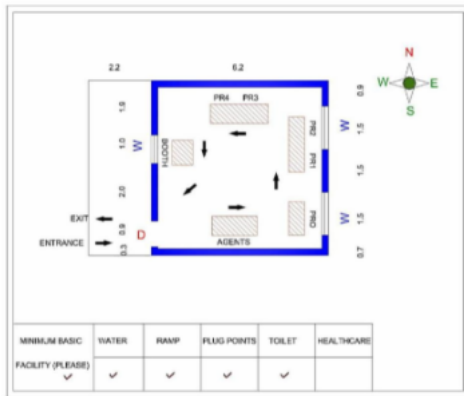 2.2 6.2
N
W E
S
PR4 PR3
0.9
1.5
1.5
1.5
0.7
W
W
PR2
PR1
PRO
1.9
1.0
2.0
0.9
0.3
W
BOOTH
EXIT
ENTRANCE
D
AGENTS
MINIMUM BASIC WATER RAMP PLUG POINTS TOILET HEALTHCARE
FACILITY (PLEASE)